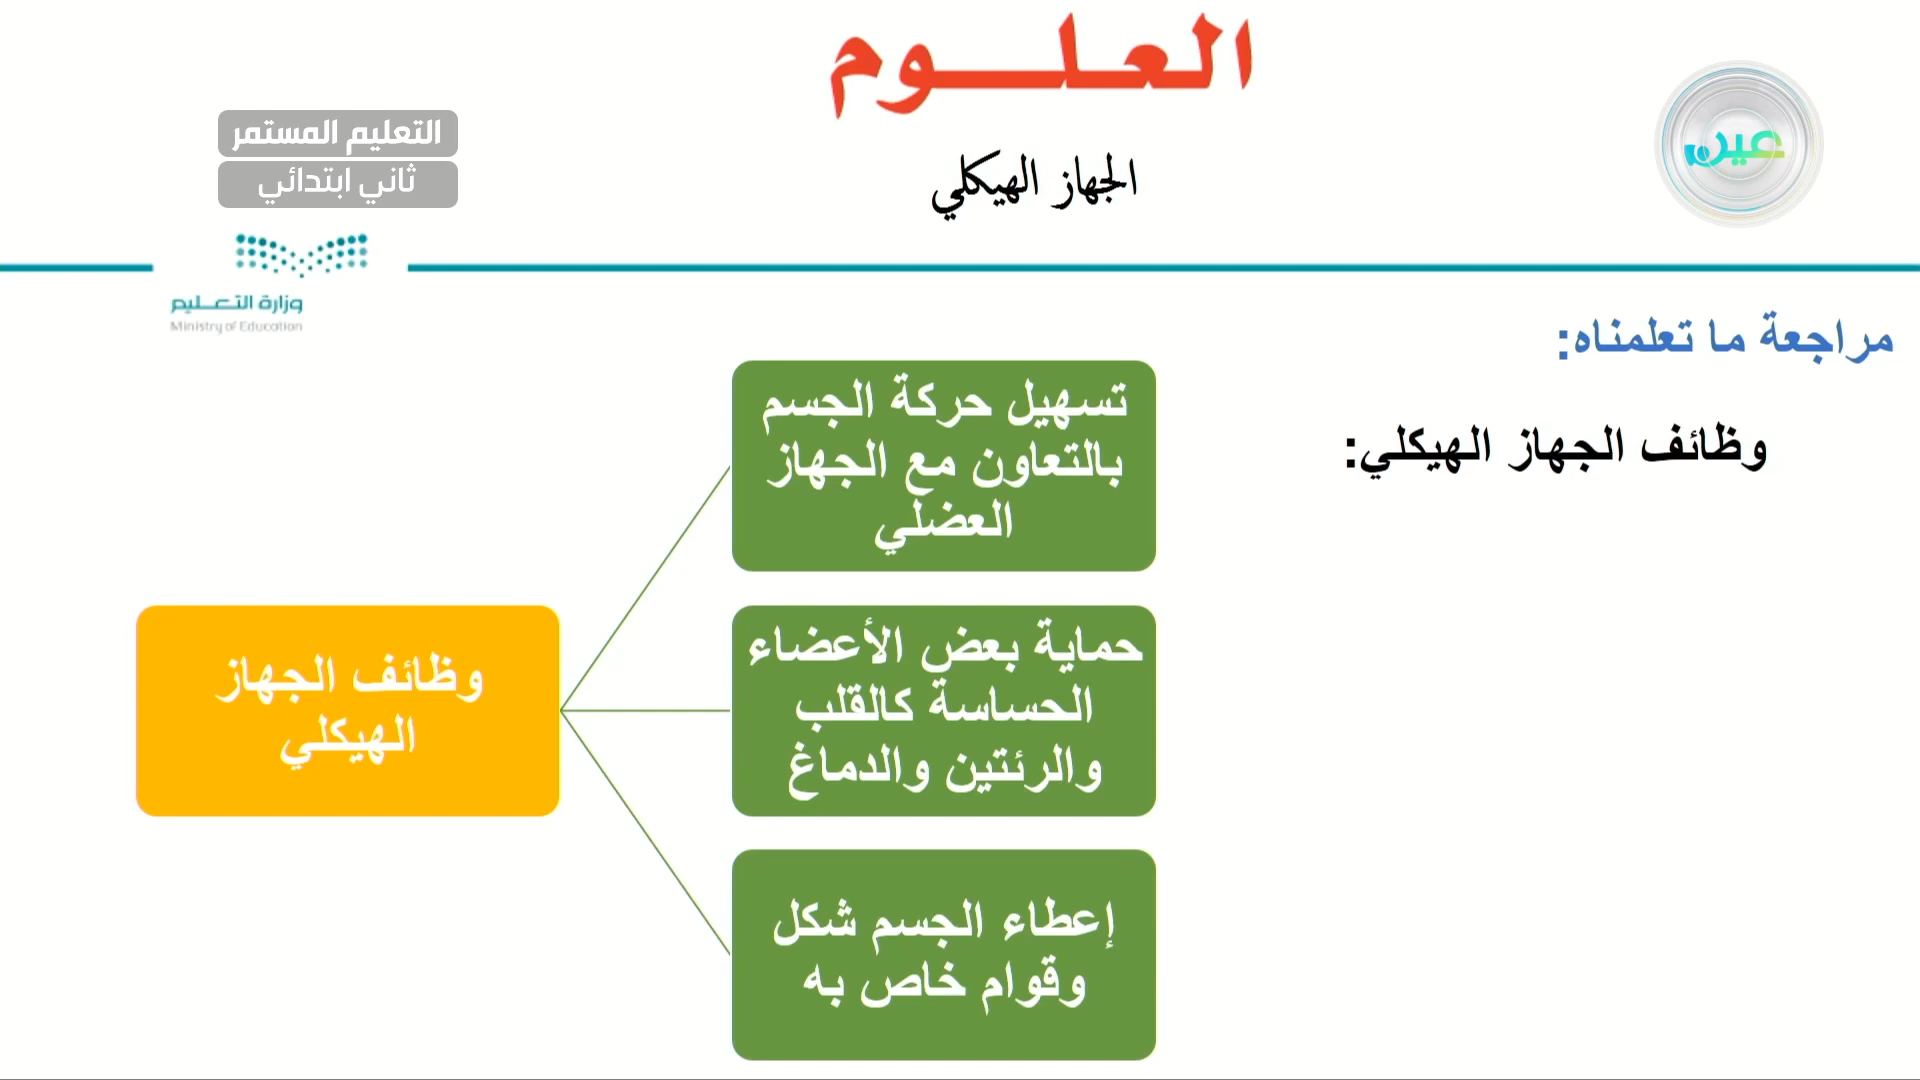 العلـــوم
الجهاز الهيكلي
عين
التعليم المستمر
ثاني ابتدائي
وزارة التعـليم
Ministry of Education
مراجعة ما تعلمناه:
وظائف الجهاز الهيكلي:
وظائف الجهاز
الهيكلي
تسهيل حركة الجسم
بالتعاون مع الجهاز
العضلي
حماية بعض الأعضاء
الحساسة كالقلب
والرئتين والدماغ
إعطاء الجسم شكل
وقوام خاص به